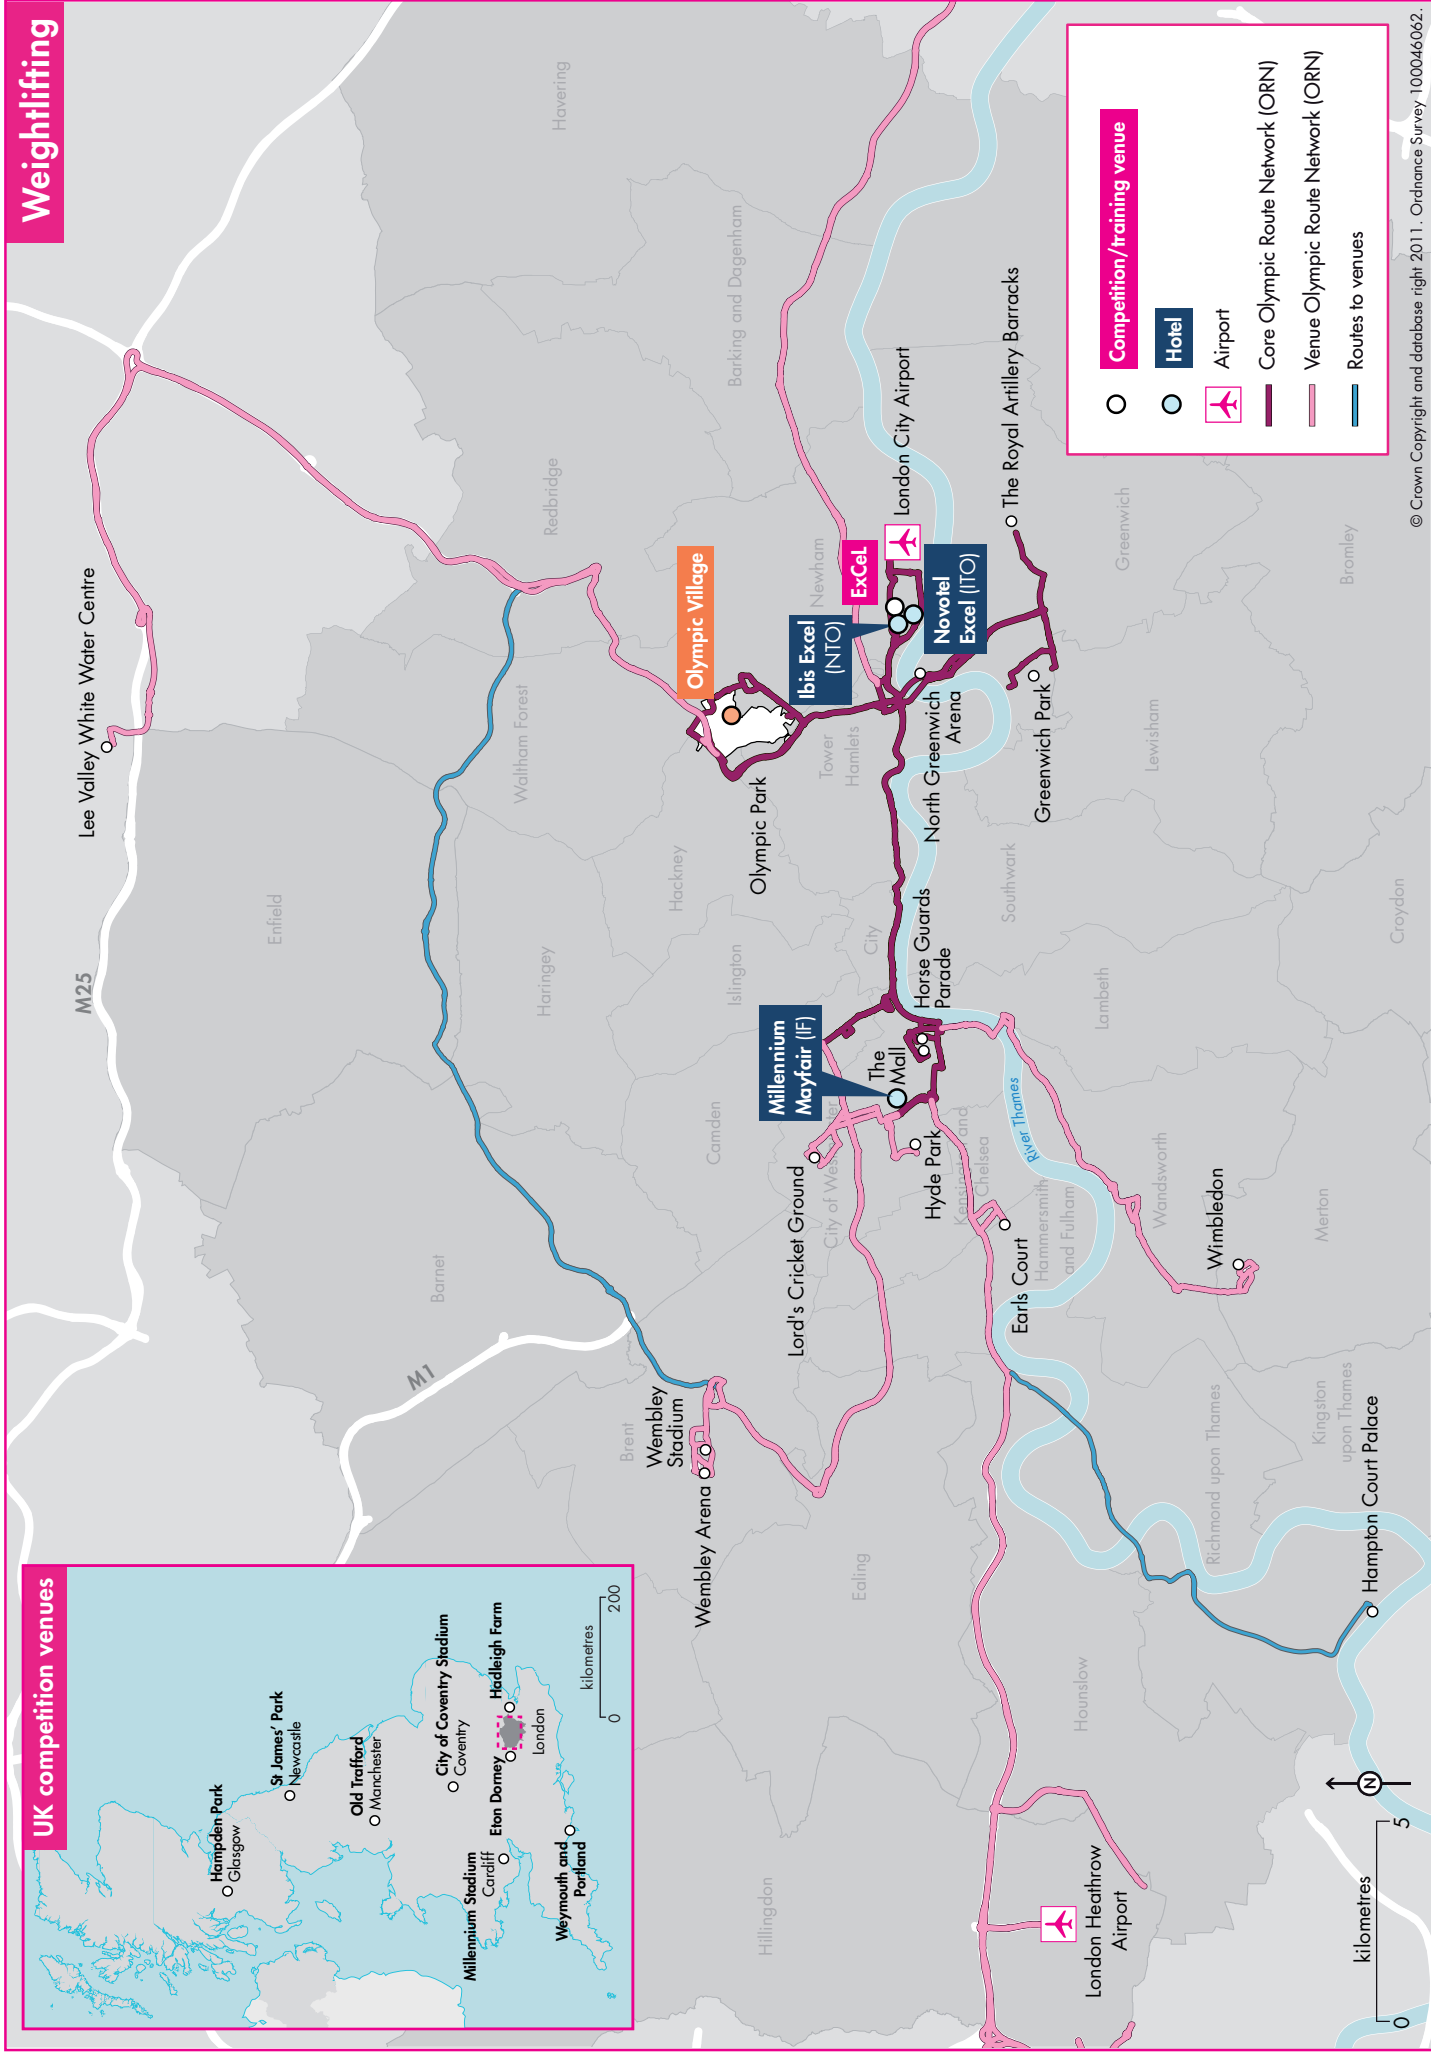 Weightlifting
UK competition venues
Hampden Park
Glasgow
St James' Park
Newcastle
Old Trafford
Manchester
City of Coventry Stadium
Coventry
Millennium Stadium
Cardiff
Eton Dorney
Hadleigh Farm
London
Weymouth and
Portland
kilometres
0
200
M25
M1
Lee Valley White Water Centre
Havering
Enfield
Barnet
Redbridge
Waltham Forest
Haringey
Barking and Dagenham
Brent
Wembley
Stadium
Wembley Arena
Camden
Islington
Hackney
Olympic Village
Olympic Park
Newham
Tower
Hamlets
Ibis Excel
(NTO)
ExCeL
London City Airport
Novotel
Excel (ITO)
Millennium
Mayfair (IF)
City
The
Mall
Horse Guards
Parade
North Greenwich
Arena
Greenwich Park
The Royal Artillery Barracks
Greenwich
Lewisham
Southwark
Lambeth
Bromley
Croydon
Lord's Cricket Ground
Hyde Park
Kensington and
Chelsea
Earls Court
Hammersmith
and Fulham
River Thames
Wandsworth
Wimbledon
Merton
Ealing
Hillingdon
Hounslow
Richmond upon Thames
Kingston
upon Thames
Hampton Court Palace
London Heathrow
Airport
kilometres
0
5
N
Competition/training venue
Hotel
Airport
Core Olympic Route Network (ORN)
Venue Olympic Route Network (ORN)
Routes to venues
© Crown Copyright and database right 2011. Ordnance Survey 100046062.